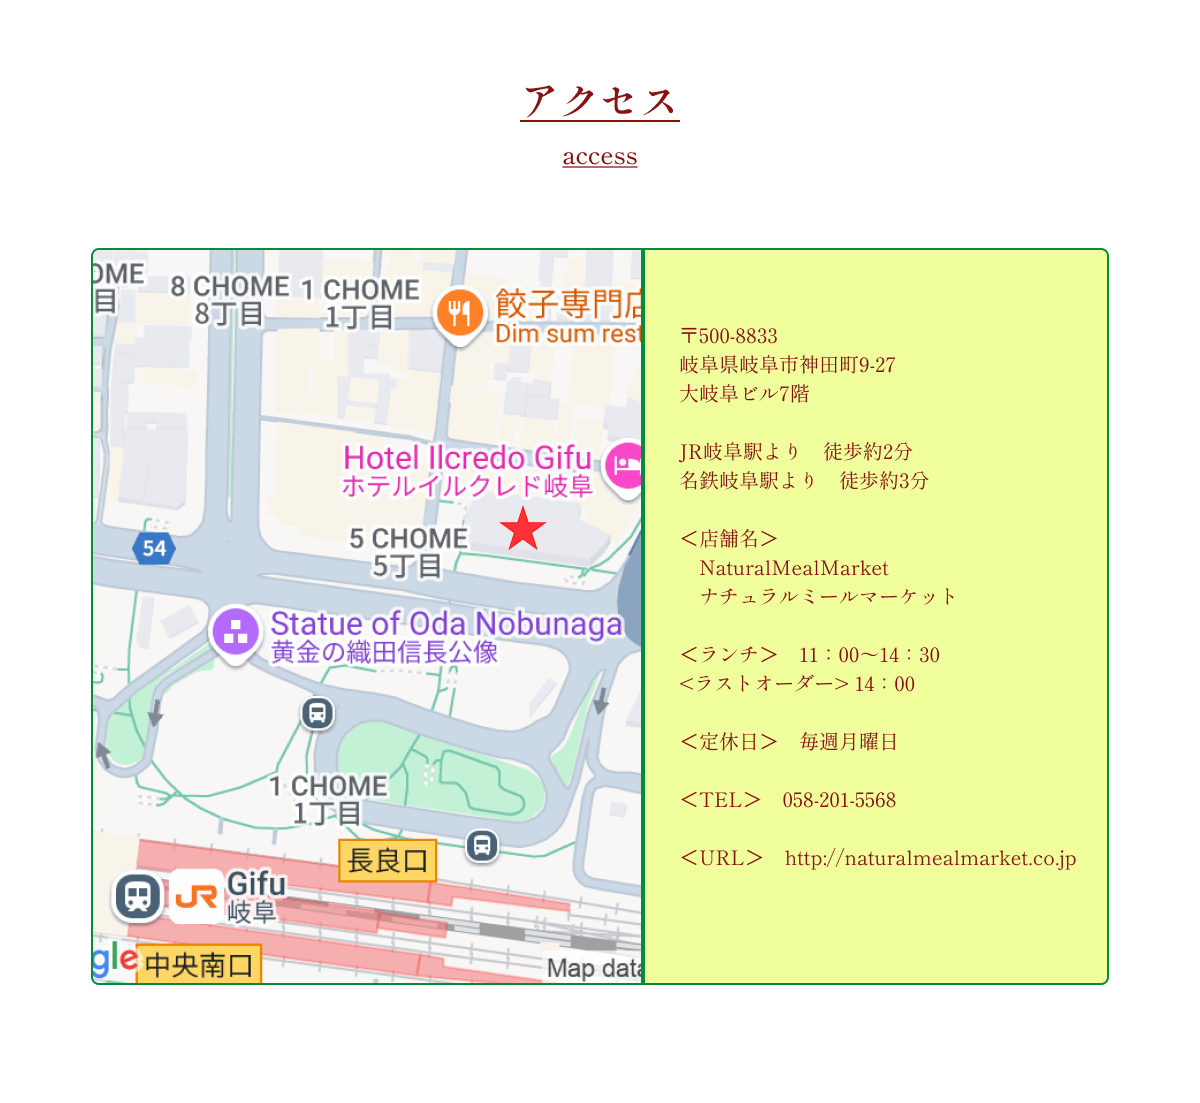 アクセス
access
OME
目
8 CHOME
8丁目
1 CHOME
1丁目
餃子専門店
Dim sum rest
Hotel Ilcredo Gifu
ホテルイルクレド岐阜
5 CHOME
5丁目
54
Statue of Oda Nobunaga
黄金の織田信長公像
1 CHOME
1丁目
長良口
JR
Gifu
岐阜
gle
中央南口
Map data
〒500-8833
岐阜県岐阜市神田町9-27
大岐阜ビル7階
JR岐阜駅より　徒歩約2分
名鉄岐阜駅より　徒歩約3分
＜店舗名＞
NaturalMealMarket
ナチュラルミールマーケット
＜ランチ＞　11：00〜14：30
<ラストオーダー> 14：00
＜定休日＞　毎週月曜日
＜TEL＞　058-201-5568
＜URL＞　http://naturalmealmarket.co.jp